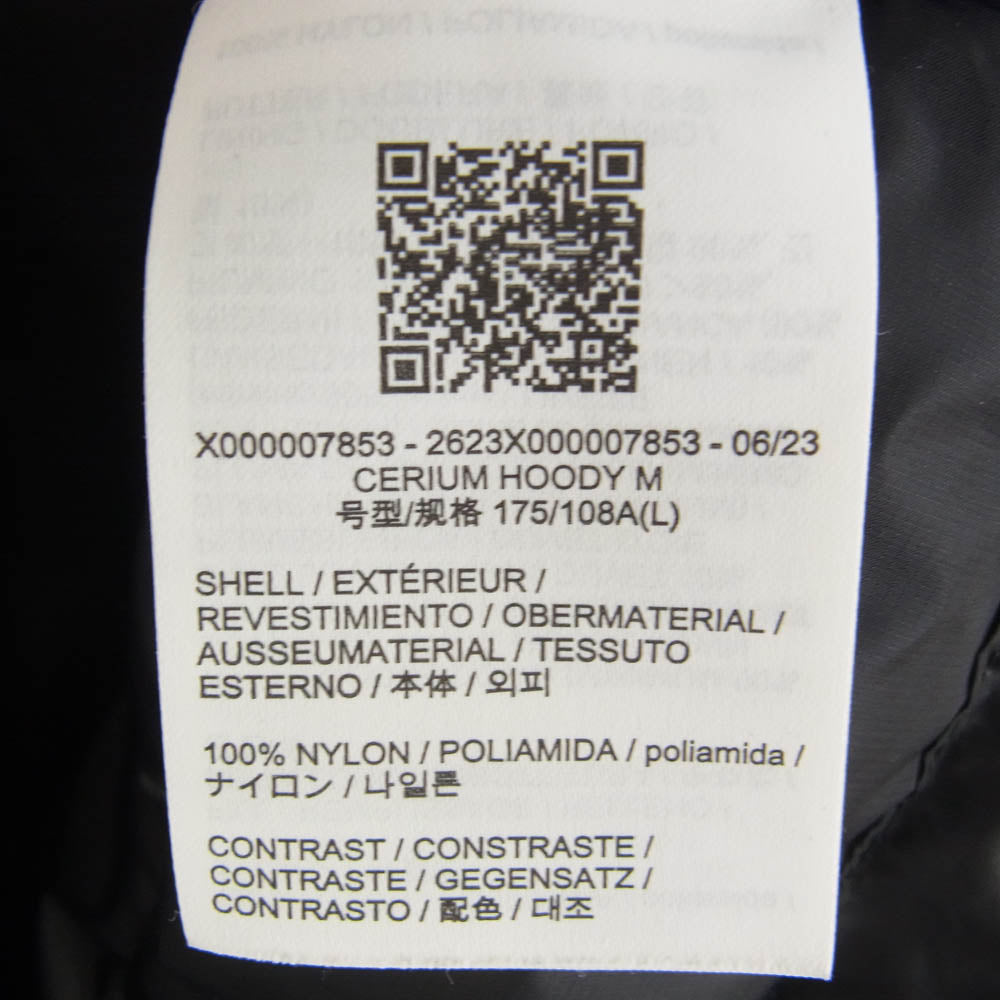 X000007853 - 2623X000007853 - 06/23
CERIUM HOODY M
号型/规格 175/108A(L)
SHELL / EXTÉRIEUR /
REVESTIMIENTO / OBERMATERIAL /
AUSSEUMATERIAL / TESSUTO
ESTERNO / 本体 / 외피
100% NYLON / POLIAMIDA / poliamida /
ナイロン / 나일론
CONTRAST / CONSTRASTE /
CONTRASTE / GEGENSATZ /
CONTRASTO / 配色 / 대조